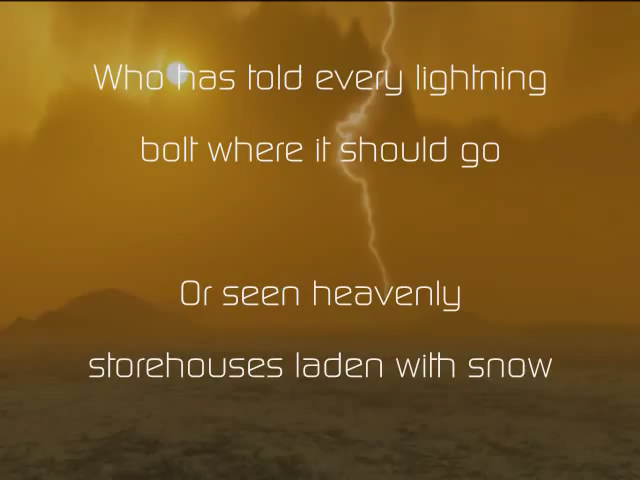 Who has told every lightning
bolt where it should go
Or seen heavenly
storehouses laden with snow